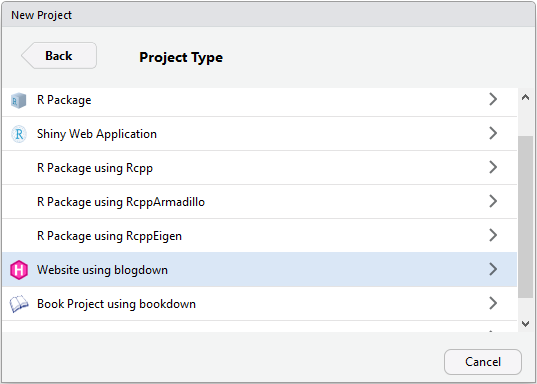 New Project
Back
Project Type
R Package
Shiny Web Application
R Package using Rcpp
R Package using RcppArmadillo
R Package using RcppEigen
Website using blogdown
Book Project using bookdown
Cancel